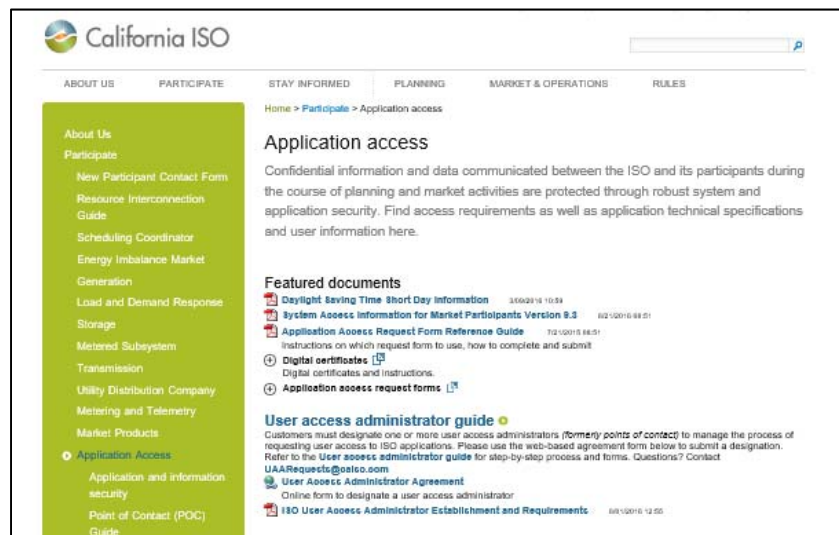 California ISO
ABOUT US PARTICIPATE STAY INFORMED PLANNING MARKET & OPERATIONS RULES
Home > Participate > Application access
About Us
Participate
New Participant Contact Form
Resource Interconnection
Guide
Scheduling Coordinator
Energy Imbalance Market
Generation
Load and Demand Response
Storage
Metered Subsystem
Transmission
Utility Distribution Company
Metering and Telemetry
Market Products
Application Access
Application and information
security
Point of Contact (POC)
Guide
Application access
Confidential information and data communicated between the ISO and its participants during
the course of planning and market activities are protected through robust system and
application security. Find access requirements as well as application technical specifications
and user information here.
Featured documents
Daylight Saving Time Short Day Information
System Access Information for Market Participants Version 9.3
Application Access Request Form Reference Guide
Instructions on which request form to use, how to complete and submit
Digital certificates
Digital certificates and instructions.
Application access request forms
User access administrator guide
Customers must designate one or more user access administrators (formerly points of contact) to manage the process of
requesting user access to ISO applications. Please use the web-based agreement form below to submit a designation.
Refer to the User access administrator guide for step-by-step process and forms. Questions? Contact
UAARequests@caiso.com
User Access Administrator Agreement
Online form to designate a user access administrator
ISO User Access Administrator Establishment and Requirements